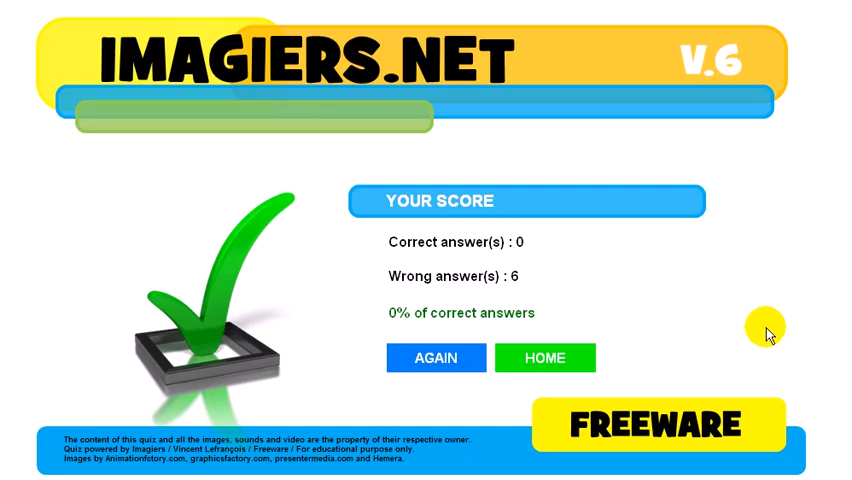 IMAGIERS.NET
V.6
YOUR SCORE
Correct answer(s) : 0
Wrong answer(s) : 6
0% of correct answers
AGAIN
HOME
FREEWARE
The content of this quiz and all the images, sounds and video are the property of their respective owner.
Quiz powered by Imagiers / Vincent Lefrançois / Freeware / For educational purpose only.
Images by Animationfctory.com, graphicsfactory.com, presentermedia.com and Hemera.